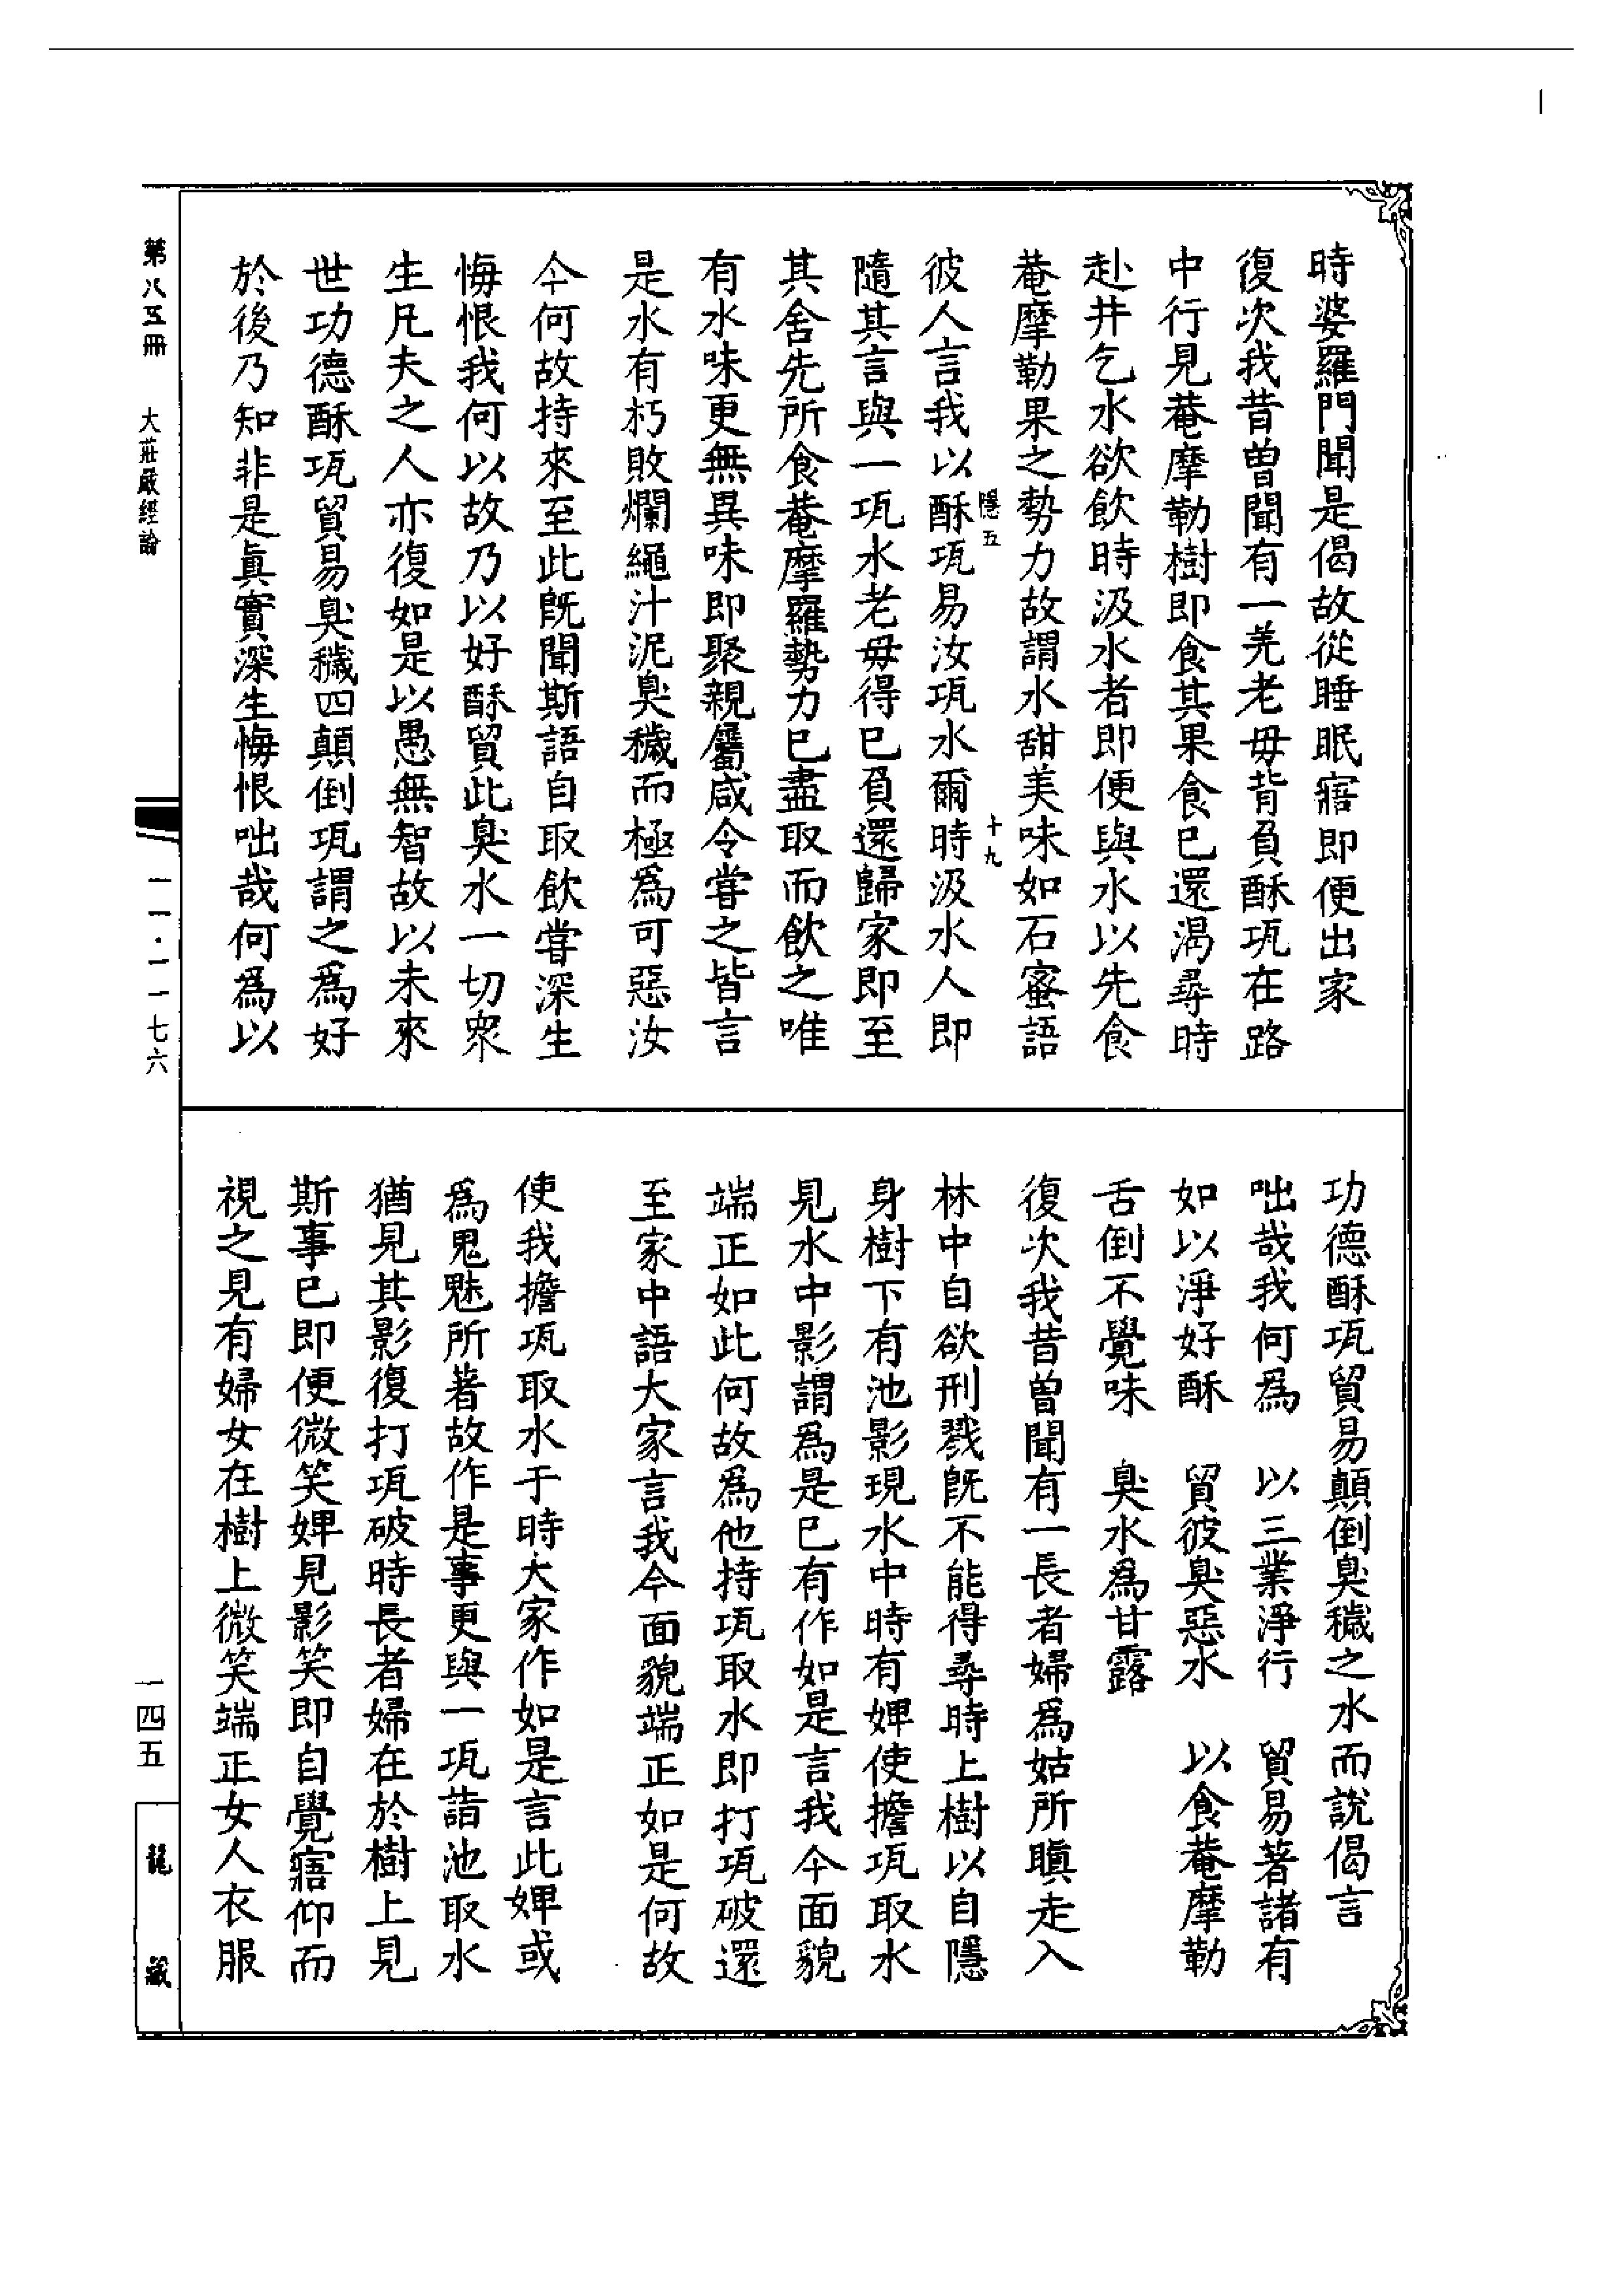 時婆羅門聞是偈故從睡眠寤即便出家
復次我昔曾聞有一羌老毋背負酥瓨在路
中行見菴摩勒樹即食其果食巳還渴尋時
赴井乞水欲飲時汲水者即便與水以先食
菴摩勒果之勢力故謂水甜美味如石蜜語
隱五 十九
彼人言我以酥瓨易汝瓨水爾時汲水人即
隨其言與一瓨水老毋得巳負還歸家即至
其舍先所食菴摩羅勢力巳盡取而飲之唯
有水味更無異味即聚親屬咸令甞之皆言
是水有朽敗爛繩汁泥臭穢而極爲可惡汝
今何故持來至此旣聞斯語自取飲甞深生
悔恨我何以故乃以好酥貿此臭水一切衆
生凡夫之人亦復如是以愚無智故以未來
世功德酥瓨貿易臭穢四顛倒瓨謂之爲好
於後乃知非是眞實深生悔恨咄哉何爲以
功德酥瓨貿易顛倒臭穢之水而說偈言
咄哉我何爲 以三業淨行 貿易著諸有
如以淨好酥 貿彼臭惡水 以食菴摩勒
舌倒不覺味 臭水爲甘露
復次我昔曾聞有一長者婦爲姑所瞋走入
林中自欲刑戮旣不能得尋時上樹以自隱
身樹下有池影現水中時有婢使擔瓨取水
見水中影謂爲是巳有作如是言我今面貌
端正如此何故爲他持瓨取水即打瓨破還
至家中語大家言我今面貌端正如是何故
使我擔瓨取水于時大家作如是言此婢或
爲鬼魅所著故作是事更與一瓨詣池取水
猶見其影復打瓨破時長者婦在於樹上見
斯事巳即便微笑婢見影笑即自覺寤仰而
視之見有婦女在樹上微笑端正女人衣服
第八五冊 大莊嚴經論
一一·一一七六
一四五
龍藏